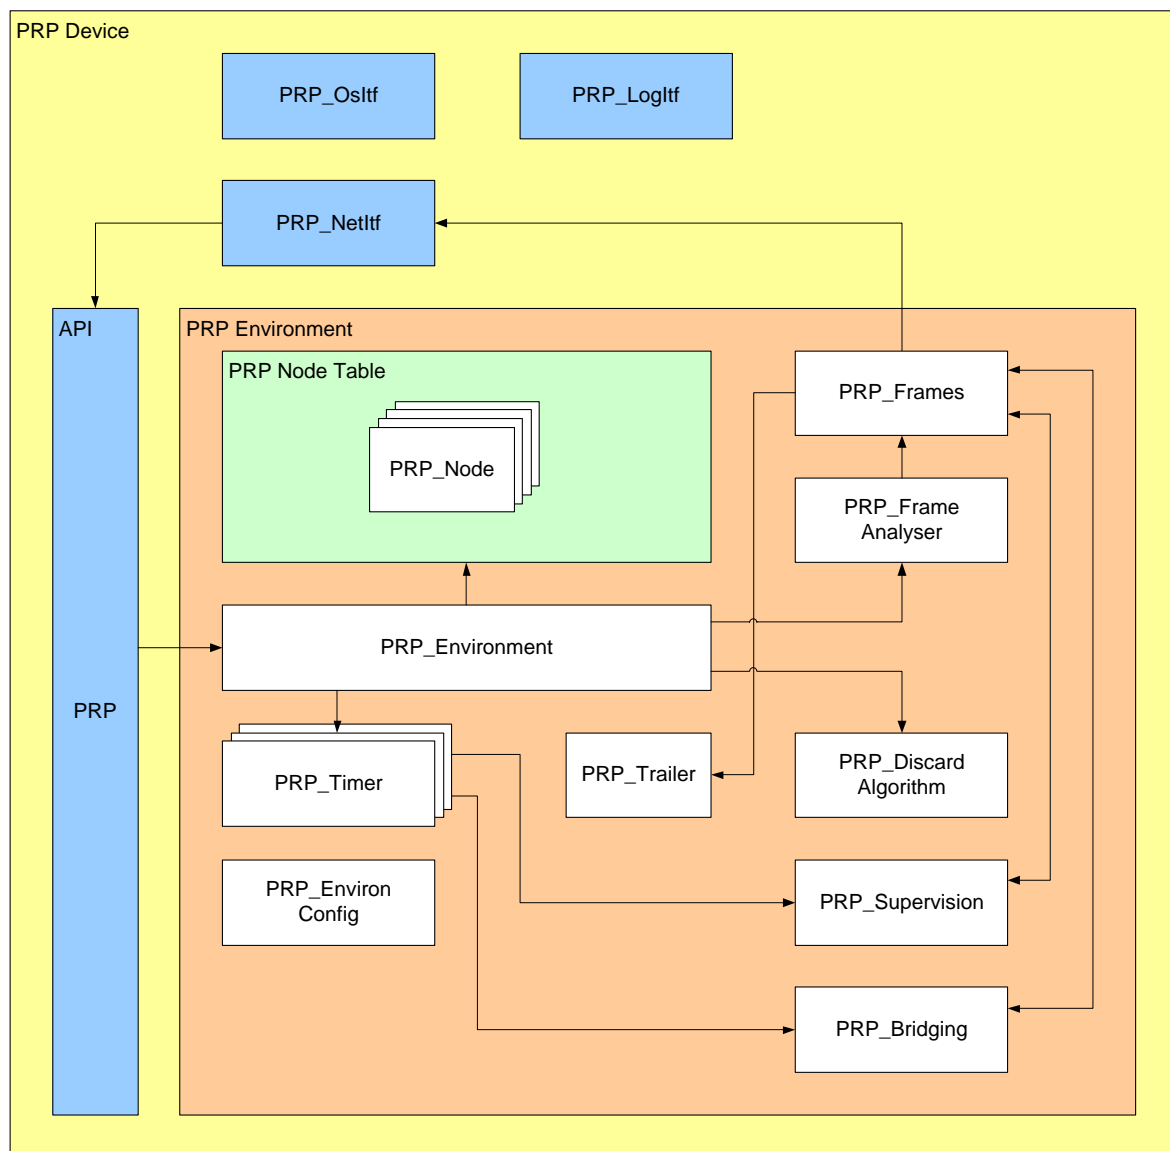 PRP Device
PRP_OsItf
PRP_LogItf
PRP_NetItf
API
PRP
PRP Environment
PRP Node Table
PRP_Node
PRP_Frames
PRP_Frame
Analyser
PRP_Environment
PRP_Timer
PRP_Trailer
PRP_Discard
Algorithm
PRP_Environ
Config
PRP_Supervision
PRP_Bridging